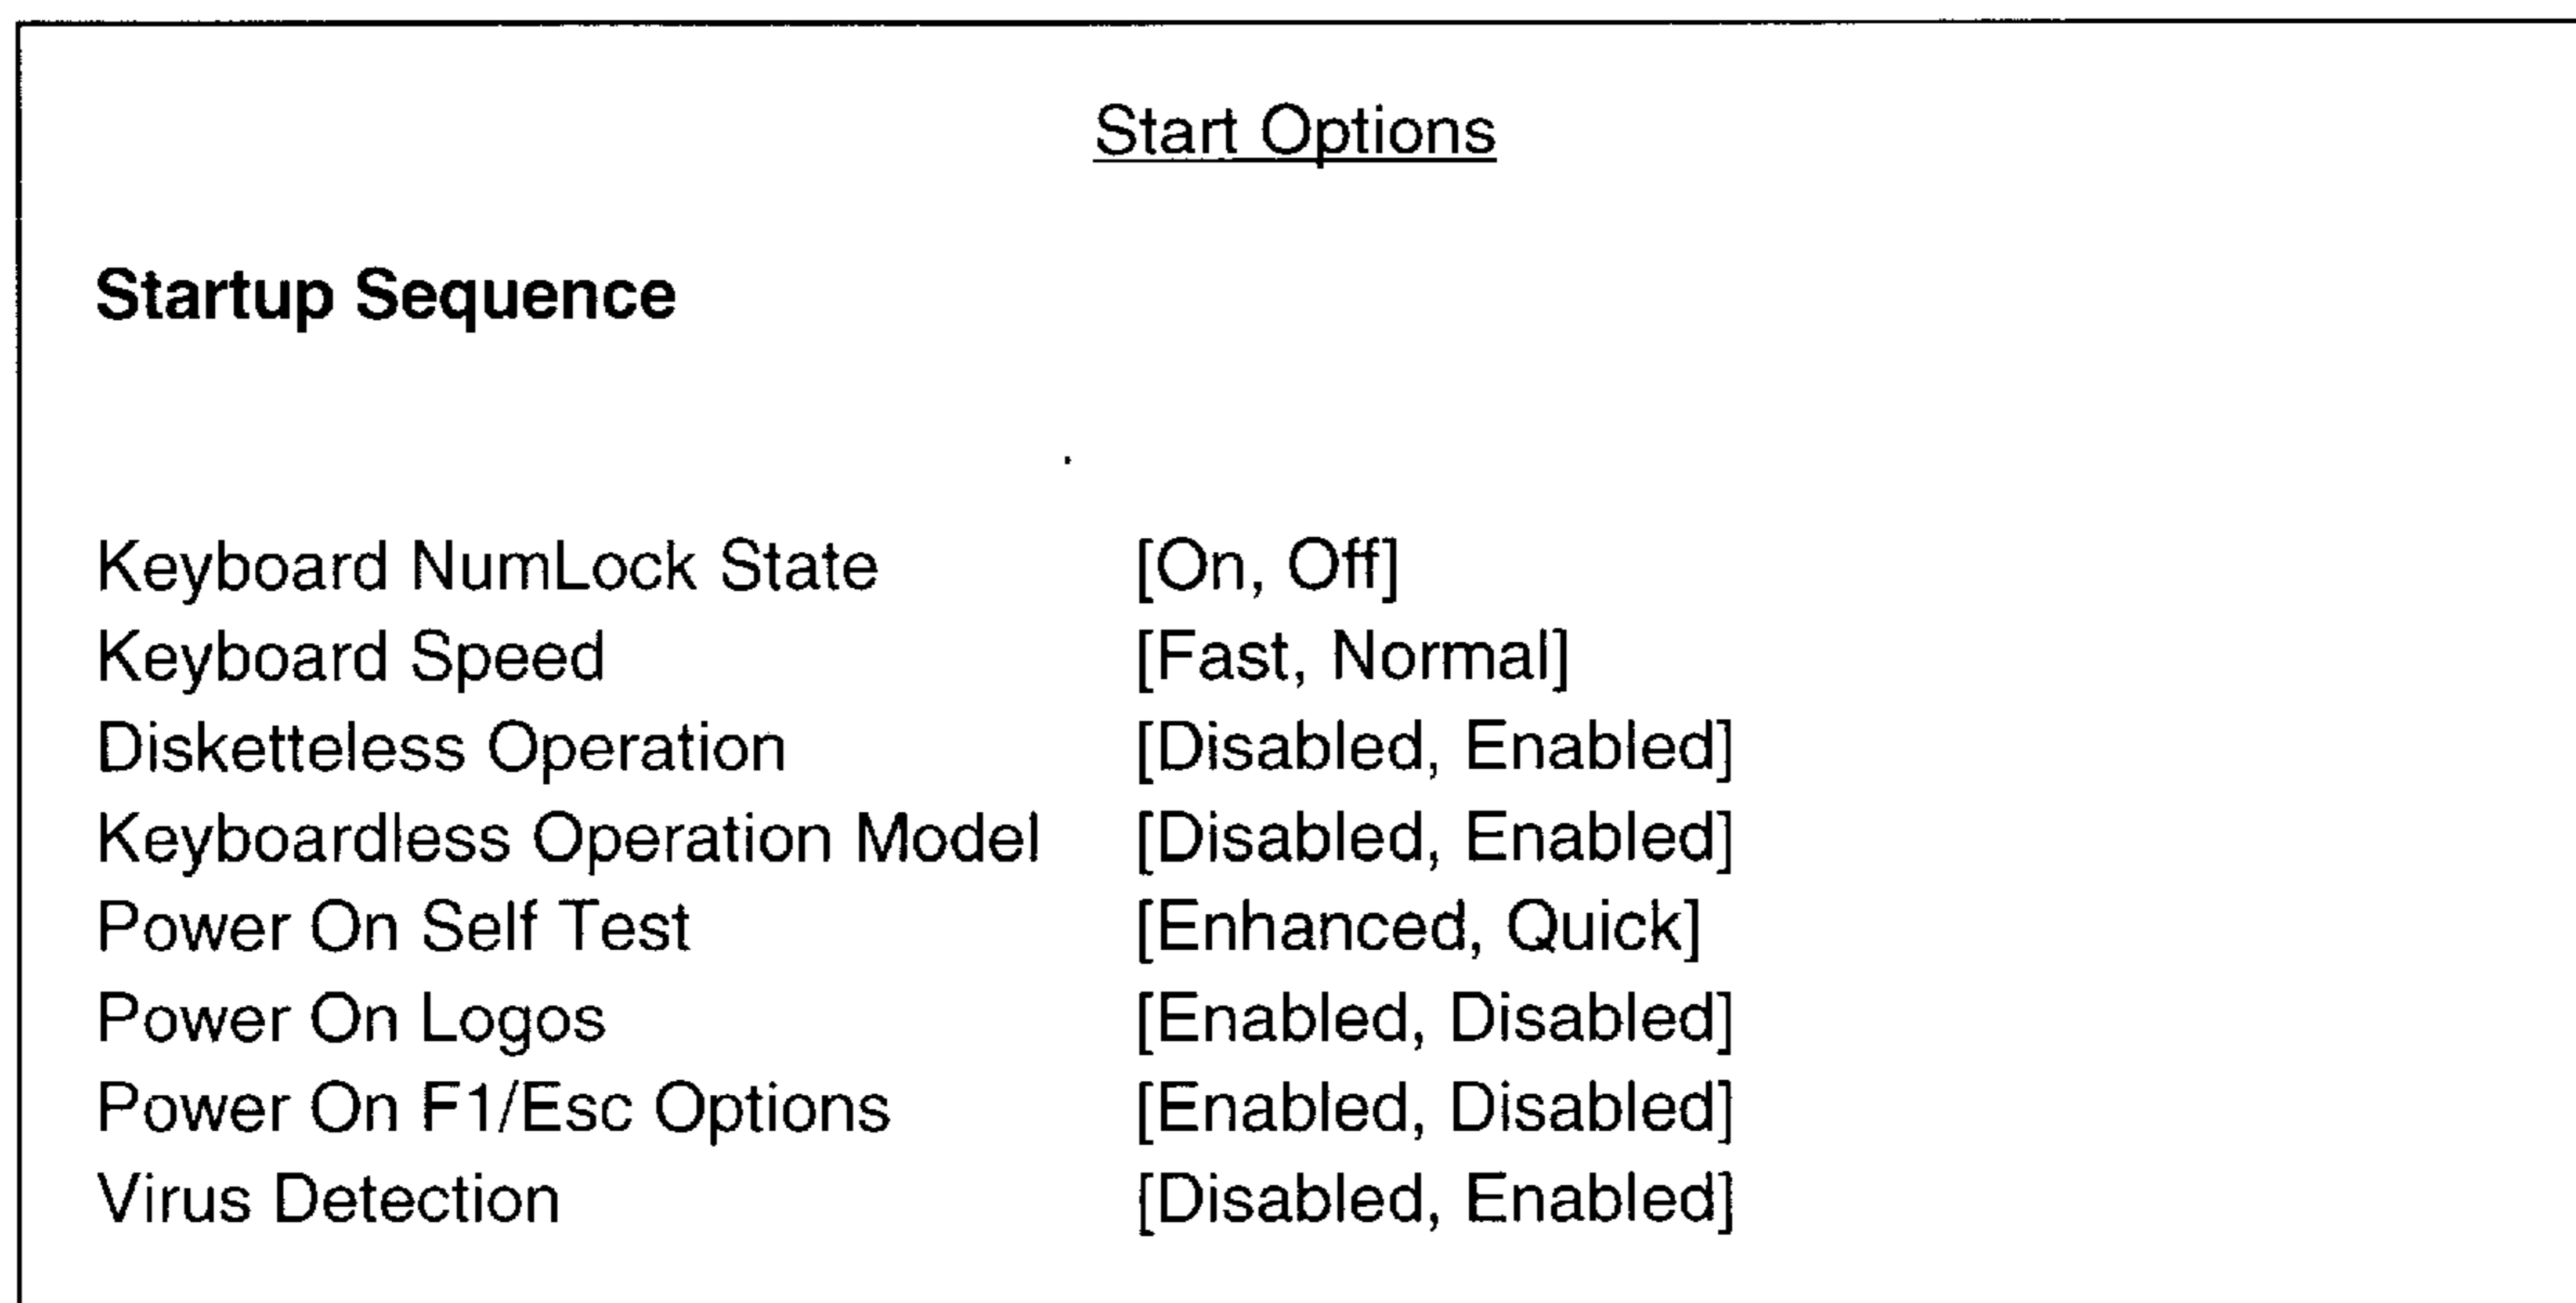 Start Options
Startup Sequence
Keyboard NumLock State [On, Off]
Keyboard Speed [Fast, Normal]
Disketteless Operation [Disabled, Enabled]
Keyboardless Operation Model [Disabled, Enabled]
Power On Self Test [Enhanced, Quick]
Power On Logos [Enabled, Disabled]
Power On F1/Esc Options [Enabled, Disabled]
Virus Detection [Disabled, Enabled]